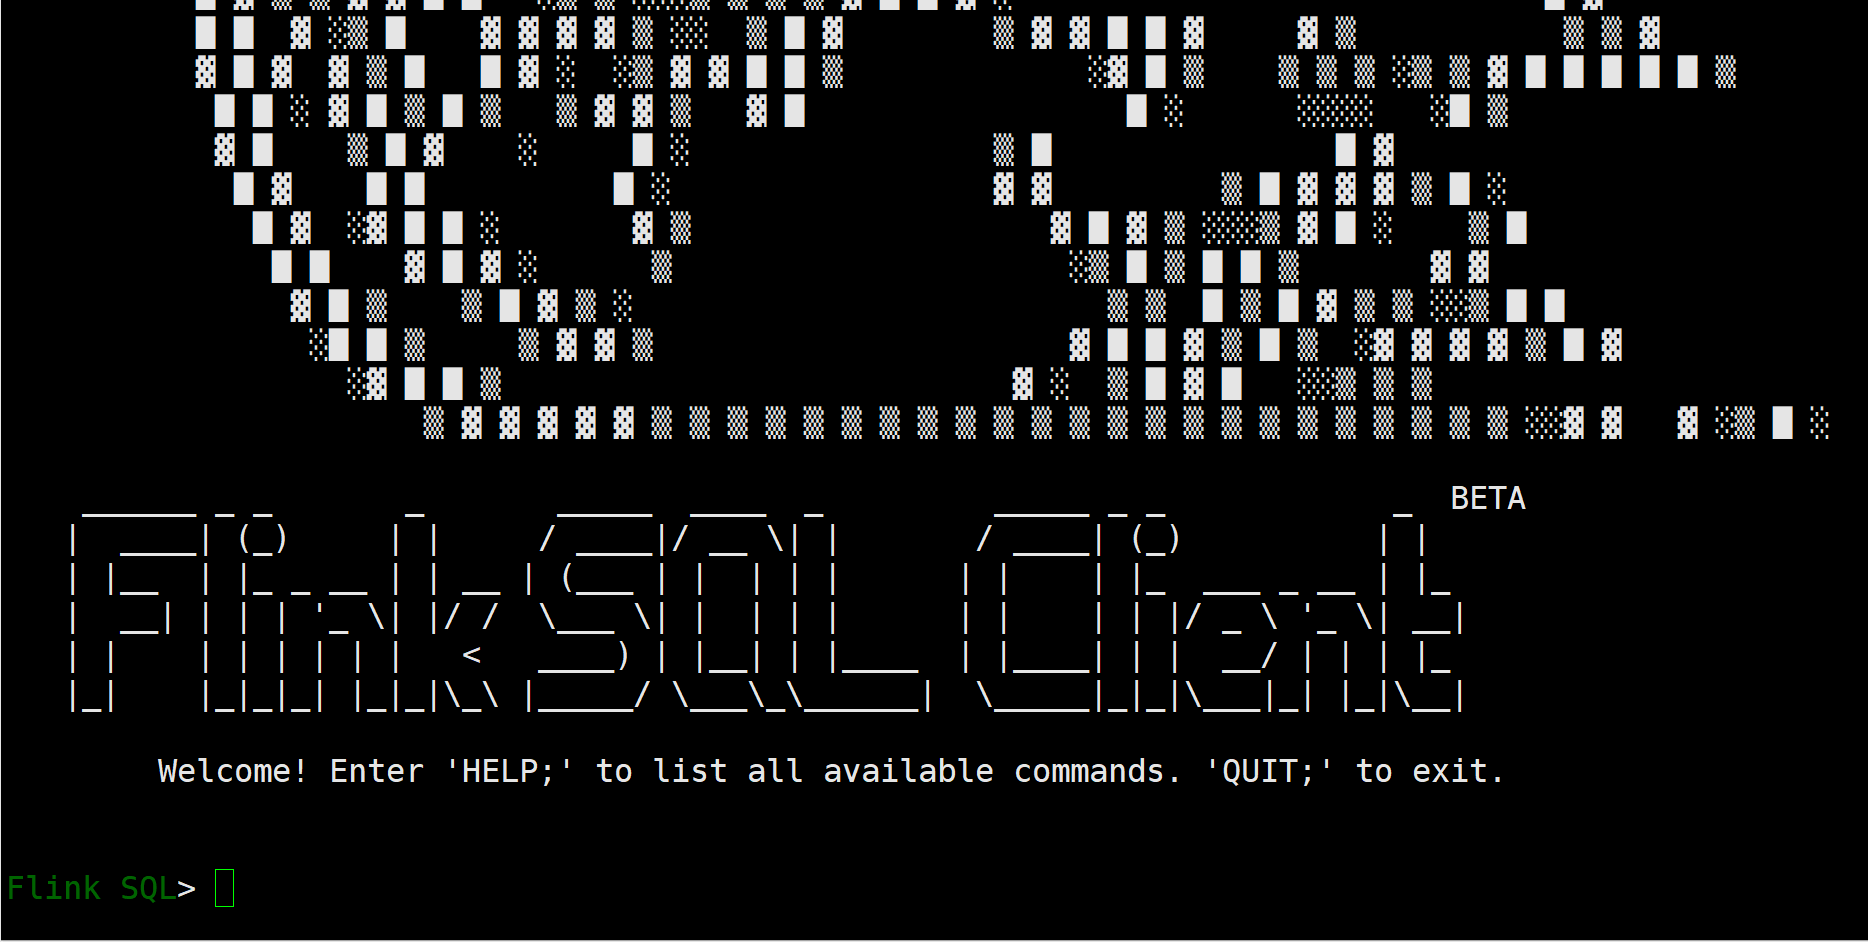 BETA
Flink SQL Client
Welcome! Enter 'HELP;' to list all available commands. 'QUIT;' to exit.
Flink SQL>